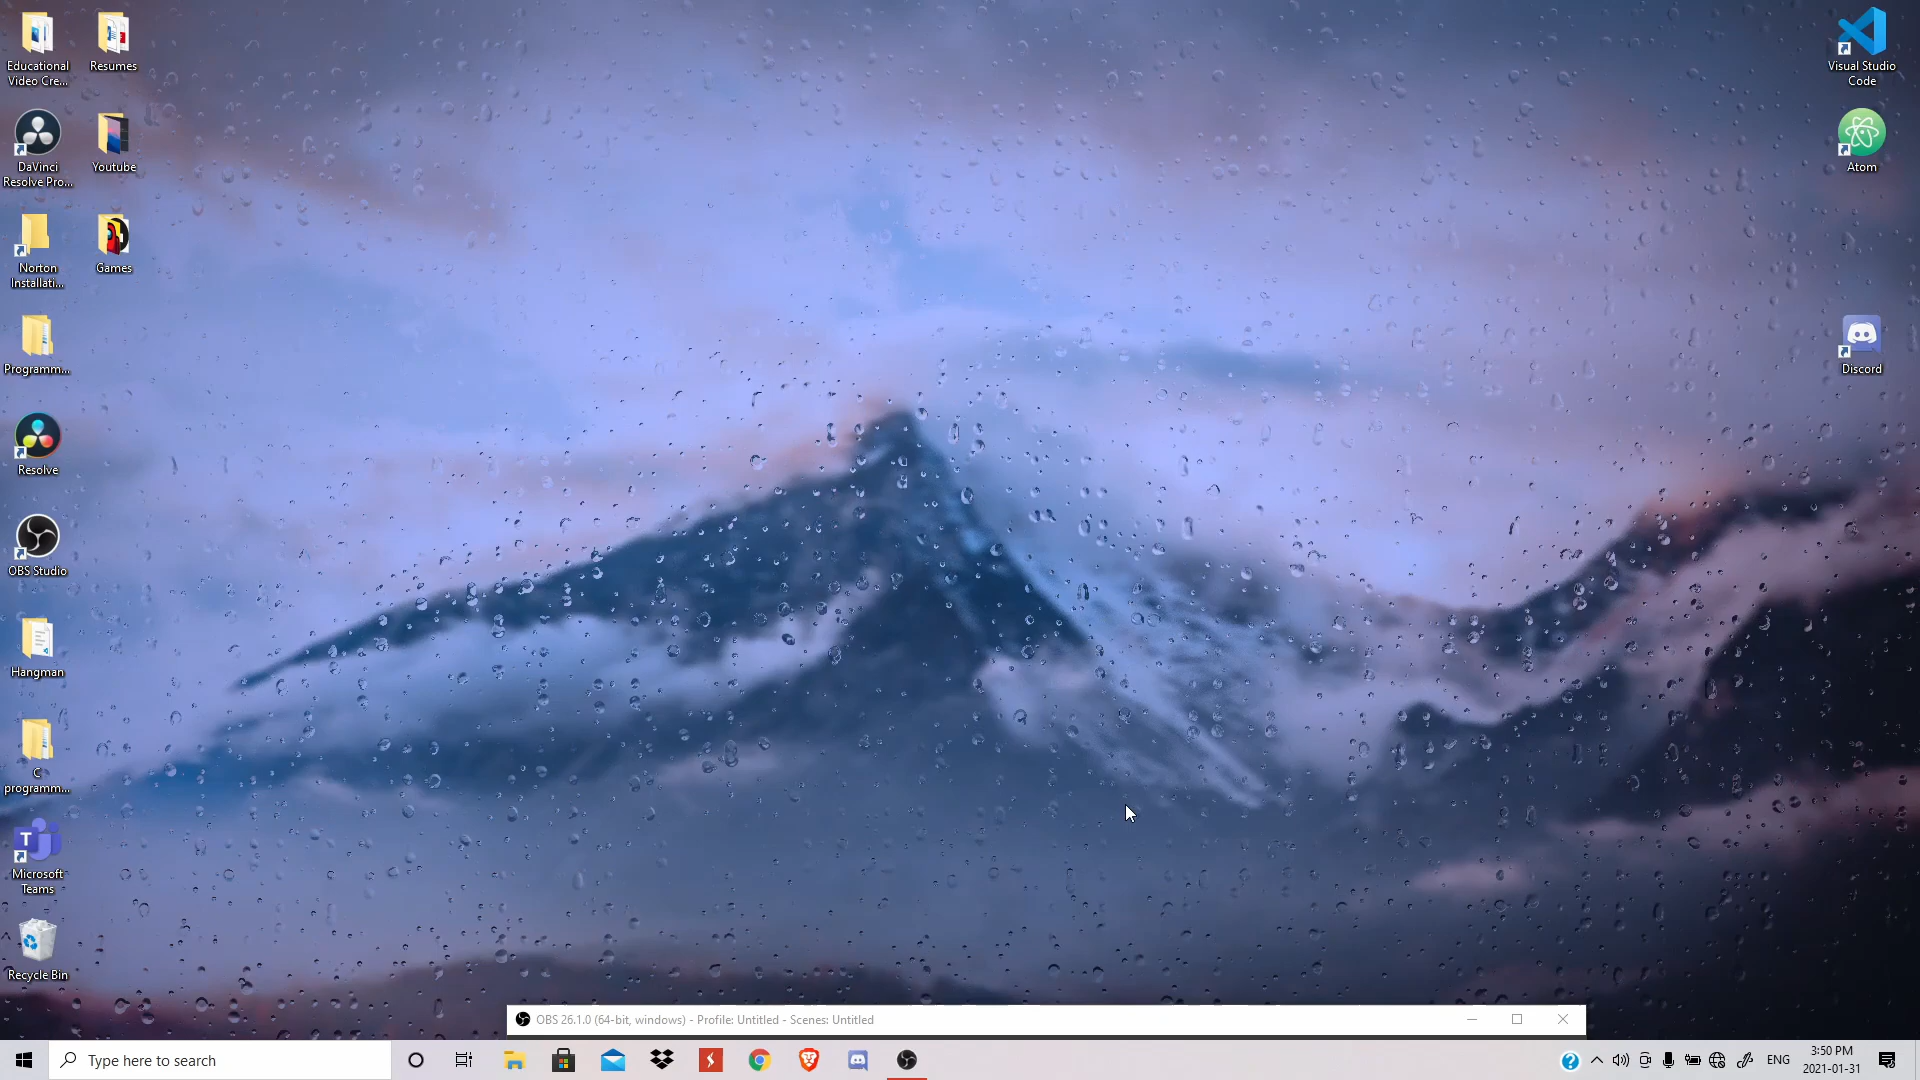 Educational
Video Cre...
Resumes
Visual Studio
Code
DaVinci
Resolve Pro...
Youtube
Atom
Norton
Installati...
Games
Programm...
Discord
Resolve
OBS Studio
Hangman
C
programm...
T
Microsoft
Teams
Recycle Bin
OBS 26.1.0 (64-bit, windows) - Profile: Untitled - Scenes: Untitled
Type here to search
ENG
3:50 PM
2021-01-31